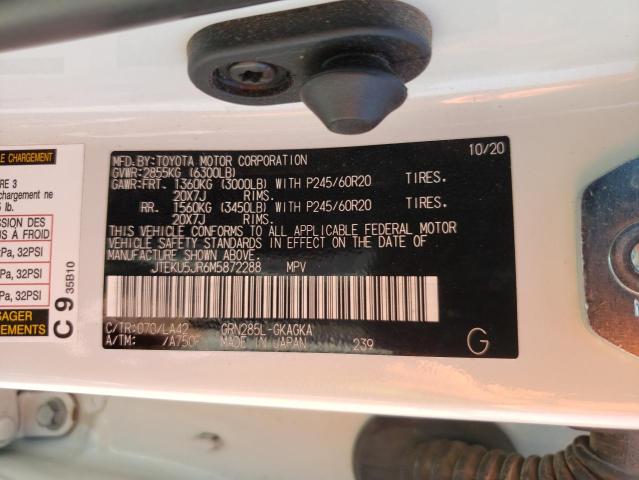 MFD.BY:TOYOTA MOTOR CORPORATION 10/20
GVWR:2855KG (6300LB)
GAWR:FRT. 1360KG (3000LB) WITH P245/60R20 TIRES.
20X7J RIMS.
RR. 1560KG (3450LB) WITH P245/60R20 TIRES.
20X7J RIMS.
THIS VEHICLE CONFORMS TO ALL APPLICABLE FEDERAL MOTOR
VEHICLE SAFETY STANDARDS IN EFFECT ON THE DATE
OF MANUFACTURE SHOWN ABOVE.
JTEKU5JR6M5872288 MPV
C/TR:070/LA42 GRN285L-GKAGKA
A/TM: /A750F MADE IN JAPAN 239
G
LE CHARGEMENT
RE 3
chargement ne
lb.
SSION DES
US A FROID
Pa, 32PSI
Pa, 32PSI
SAGER
C 9 35B10